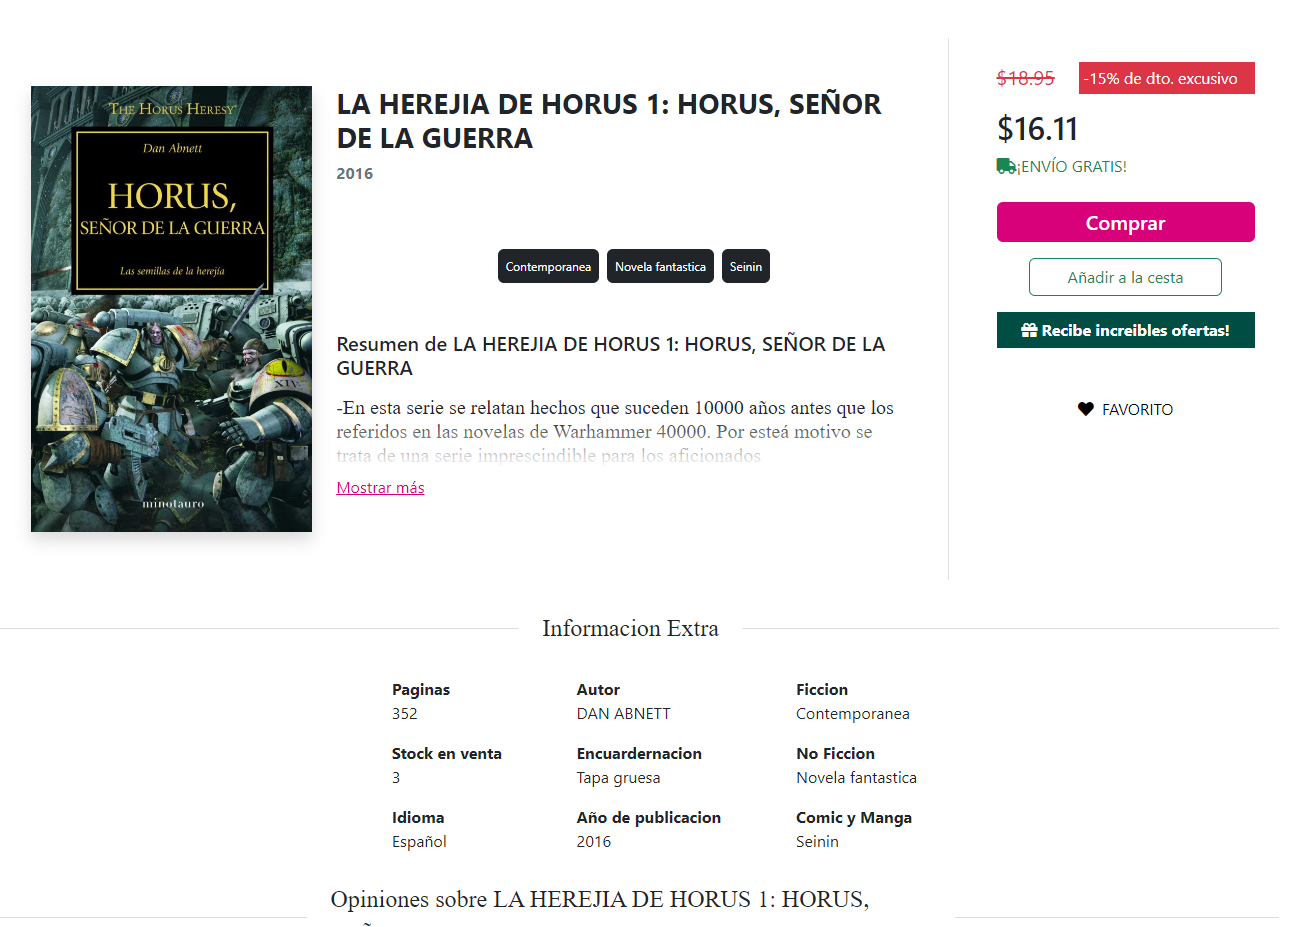 THE HORUS HERESY
Dan Abnett
HORUS,
SEÑOR DE LA GUERRA
Las semillas de la herejía
XIV
minotauro
LA HEREJIA DE HORUS 1: HORUS, SEÑOR
DE LA GUERRA
2016
Contemporanea Novela fantastica Seinin
Resumen de LA HEREJIA DE HORUS 1: HORUS, SEÑOR DE LA
GUERRA
-En esta serie se relatan hechos que suceden 10000 años antes que los
referidos en las novelas de Warhammer 40000. Por esteá motivo se
trata de una serie imprescindible para los aficionados
Mostrar más
$18.95 -15% de dto. excusivo
$16.11
¡ENVÍO GRATIS!
Comprar
Añadir a la cesta
Recibe increibles ofertas!
FAVORITO
Informacion Extra
Paginas
352
Autor
DAN ABNETT
Ficcion
Contemporanea
Stock en venta
3
Encuardernacion
Tapa gruesa
No Ficcion
Novela fantastica
Idioma
Español
Año de publicacion
2016
Comic y Manga
Seinin
Opiniones sobre LA HEREJIA DE HORUS 1: HORUS,